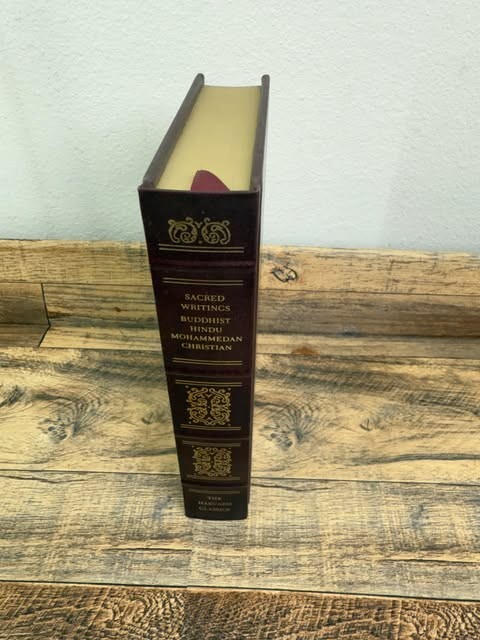 SACRED
WRITINGS
BUDDHIST
HINDU
MOHAMMEDAN
CHRISTIAN
THE
HARVARD
CLASSICS